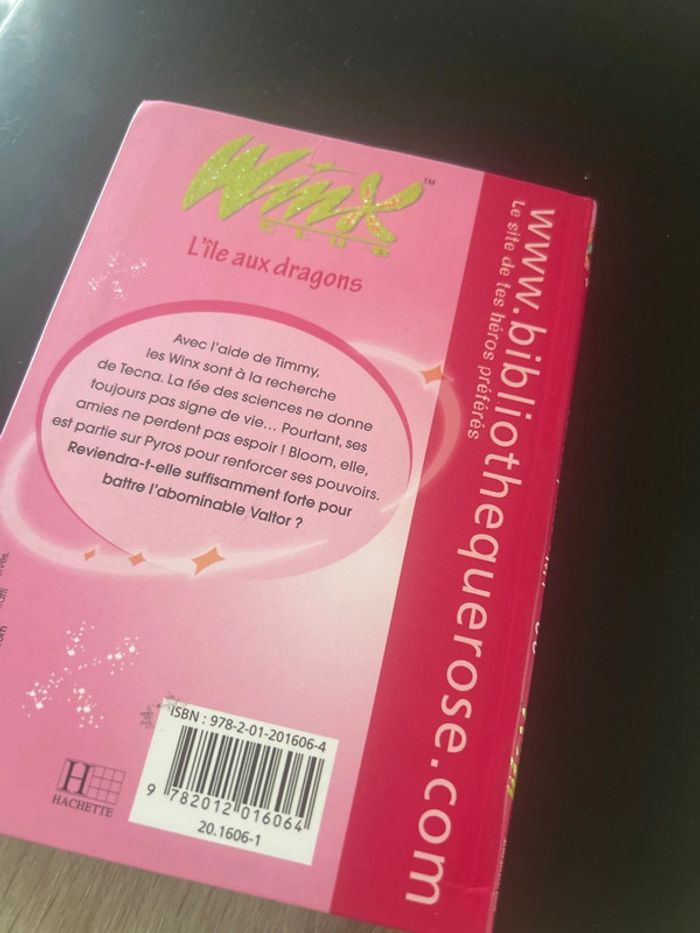 Winx™
CLUB
L'île aux dragons
Avec l'aide de Timmy,
les Winx sont à la recherche
de Tecna. La fée des sciences ne donne
toujours pas signe de vie... Pourtant, ses
amies ne perdent pas espoir ! Bloom, elle,
est partie sur Pyros pour renforcer ses pouvoirs.
Reviendra-t-elle suffisamment forte pour
battre l'abominable Valtor ?
www.bibliothequerose.com
Le site de tes héros préférés
ISBN : 978-2-01-201606-4
9 782012 016064
20.1606-1
H
HACHETTE